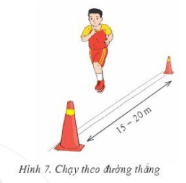 15 – 20 m
Hình 7. Chạy theo đường thẳng